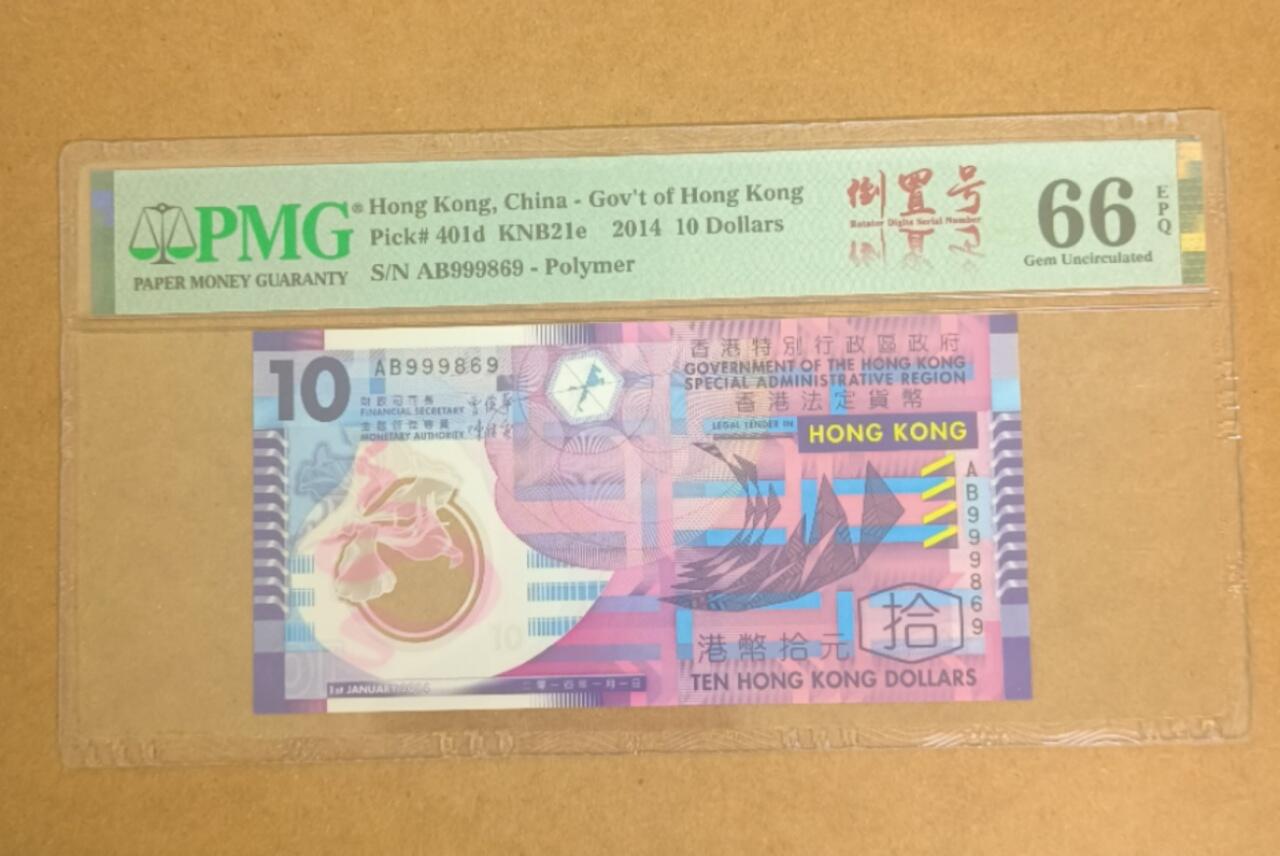 PMG®
PAPER MONEY GUARANTY
Hong Kong, China - Gov't of Hong Kong
Pick# 401d KNB21e 2014 10 Dollars
S/N AB999869 - Polymer
倒置号
Rotator Digits Serial Number
66
EPQ
Gem Uncirculated
10
AB999869
財政司司長
FINANCIAL SECRETARY
金融管理專員
MONETARY AUTHORITY
香港特別行政區政府
GOVERNMENT OF THE HONG KONG
SPECIAL ADMINISTRATIVE REGION
香港法定貨幣
LEGAL TENDER IN
HONG KONG
AB999869
拾
港幣拾元
TEN HONG KONG DOLLARS
10
1st JANUARY 2014
二零一四年一月一日